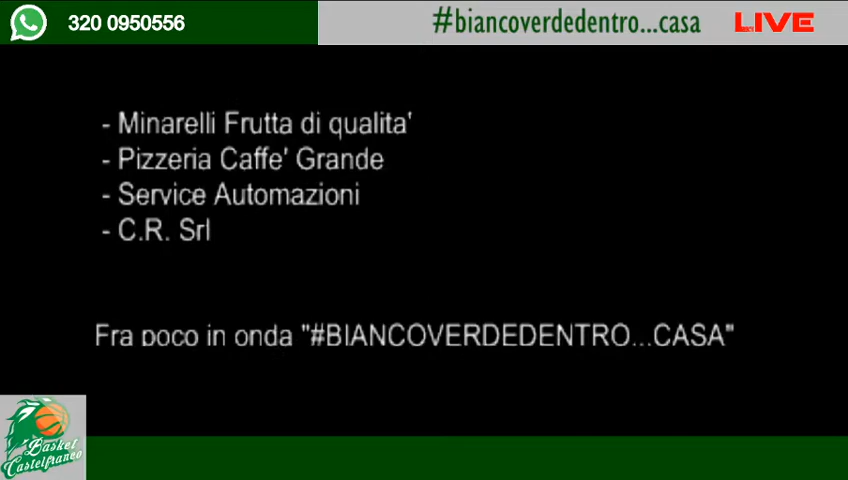 320 0950556
#biancoverdedentro...casa
LIVE
- Minarelli Frutta di qualita'
- Pizzeria Caffe' Grande
- Service Automazioni
- C.R. Srl
Fra poco in onda "#BIANCOVERDEDENTRO...CASA"
Basket
Castelfranco